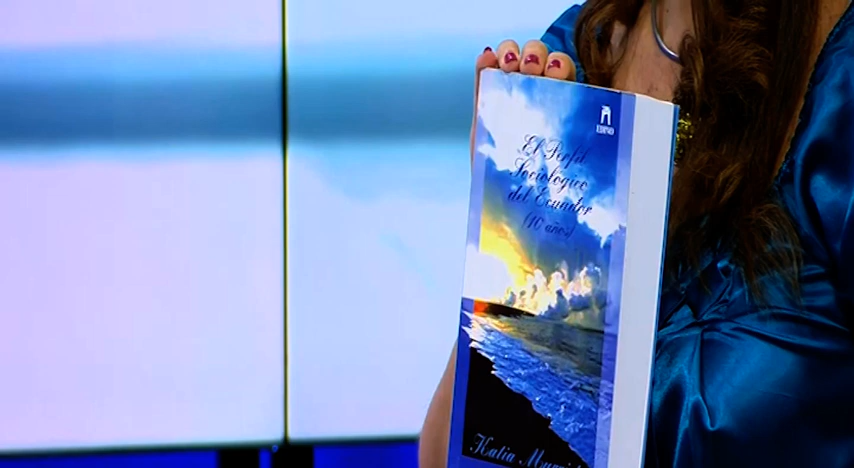 EDINO
El Perfil
Sociológico
del Ecuador
(10 años)
Katia